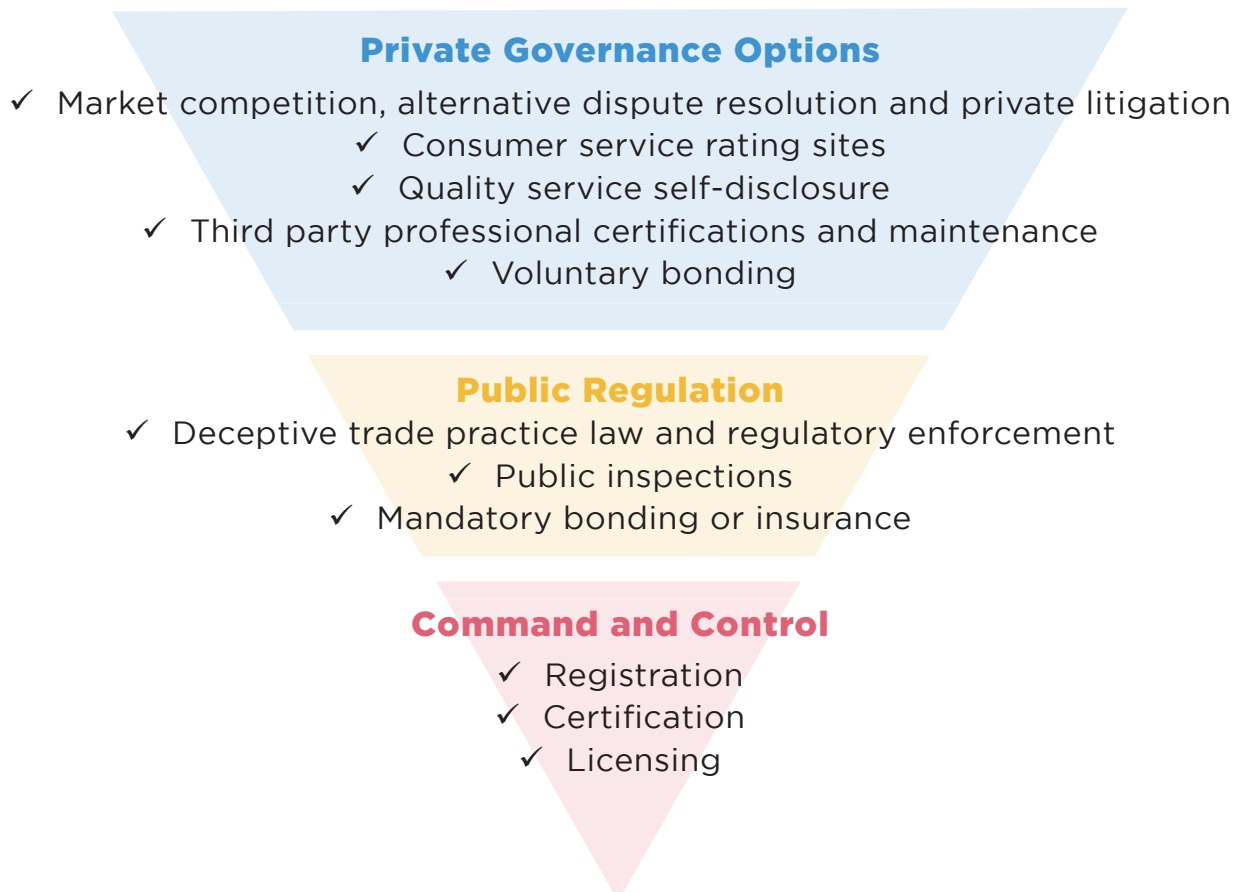 Private Governance Options
✓ Market competition, alternative dispute resolution and private litigation
✓ Consumer service rating sites
✓ Quality service self-disclosure
✓ Third party professional certifications and maintenance
✓ Voluntary bonding
Public Regulation
✓ Deceptive trade practice law and regulatory enforcement
✓ Public inspections
✓ Mandatory bonding or insurance
Command and Control
✓ Registration
✓ Certification
✓ Licensing